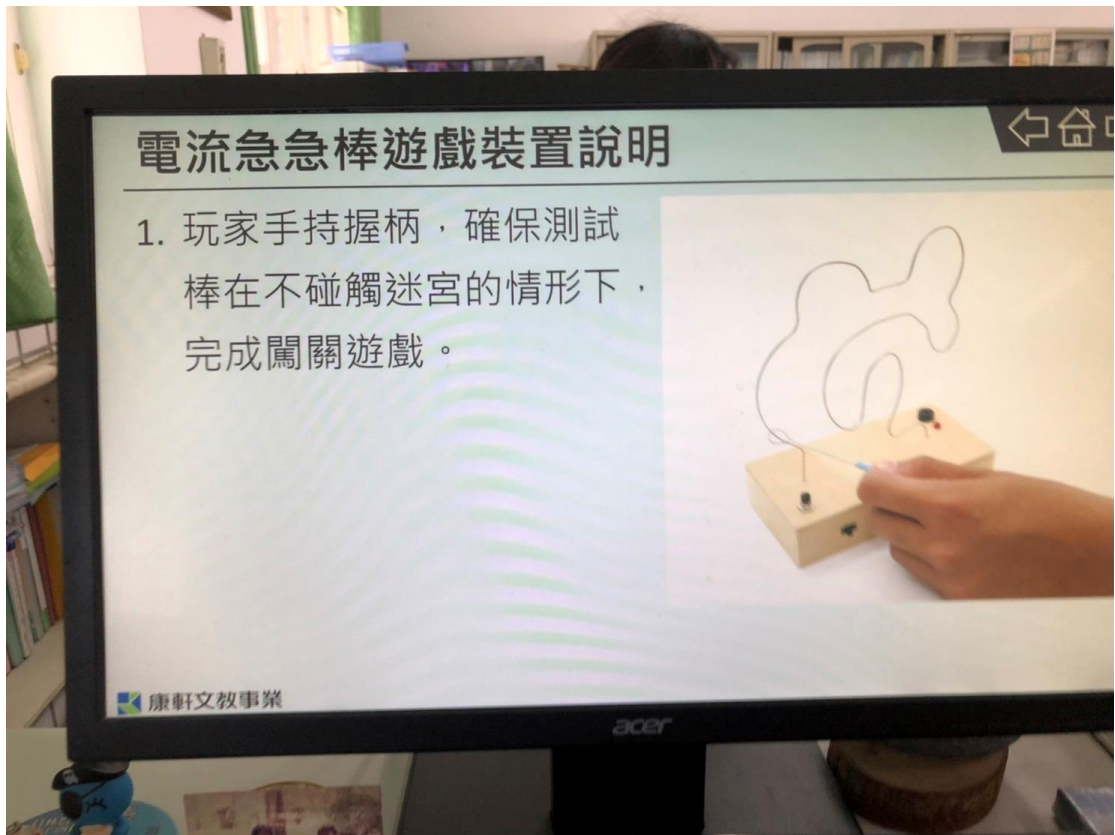 電流急急棒遊戲裝置說明
1. 玩家手持握柄，確保測試
棒在不碰觸迷宮的情形下，
完成闖關遊戲。
康軒文教事業
acer